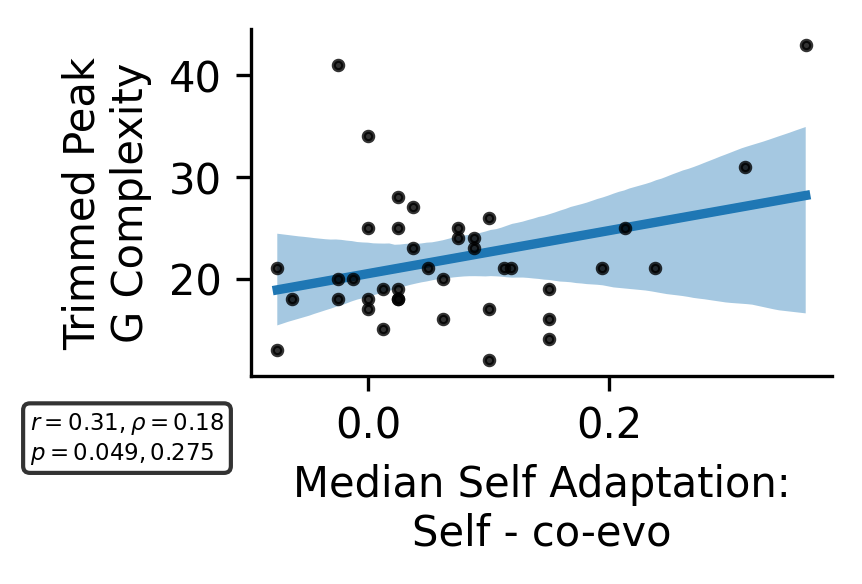 Trimmed Peak
G Complexity
40
30
20
0.0
0.2
r = 0.31, ρ = 0.18
p = 0.049, 0.275
Median Self Adaptation:
Self - co-evo